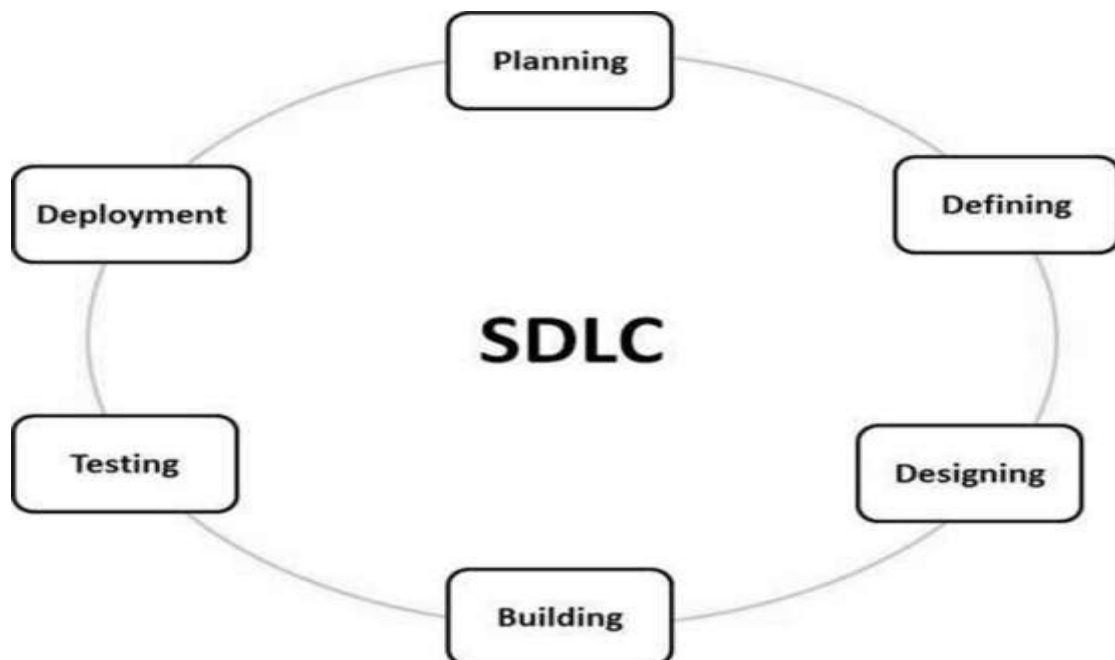 Planning
Deployment
Defining
SDLC
Testing
Designing
Building